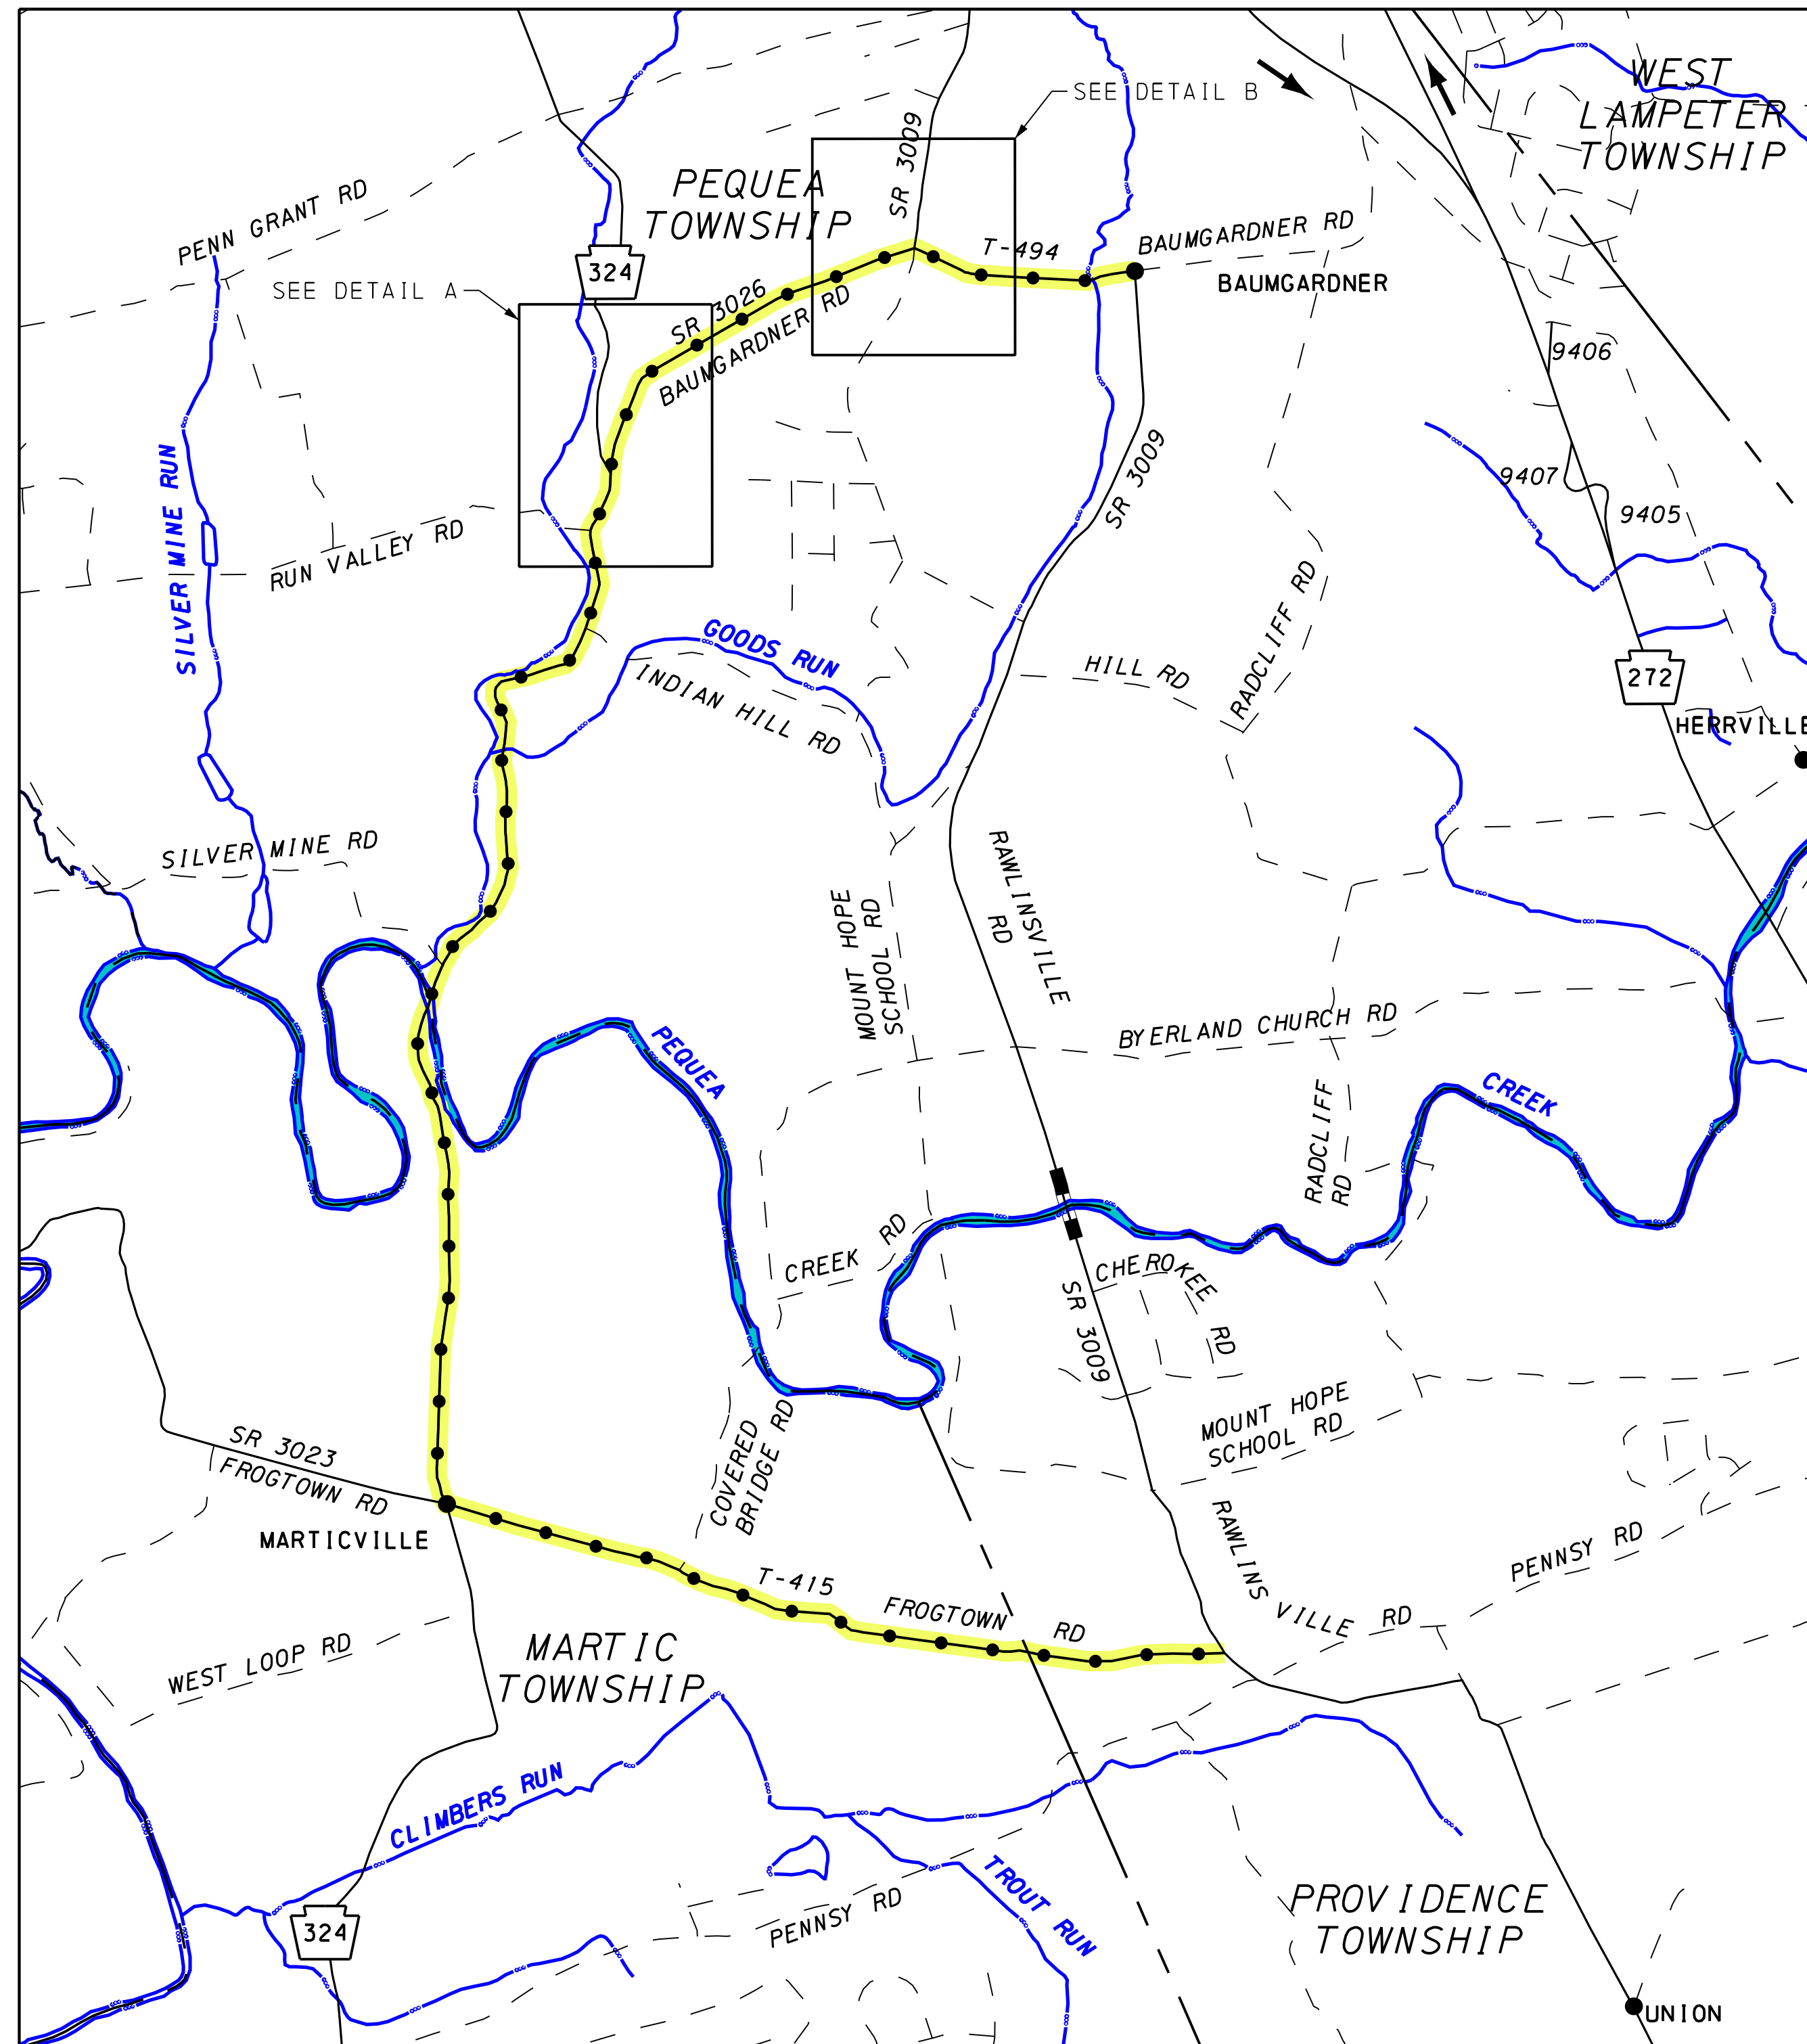 WEST
LAMPETER
TOWNSHIP
SEE DETAIL B
SR 3009
PEQUEA
TOWNSHIP
PENN GRANT RD
324
SEE DETAIL A
T-494
BAUMGARDNER RD
BAUMGARDNER
SR 3026
BAUMGARDNER RD
9406
9407
9405
SR 3009
SILVER MINE RUN
RUN VALLEY RD
GOODS RUN
INDIAN HILL RD
HILL RD
RADCLIFF RD
272
HERRVILLE
SILVER MINE RD
MOUNT HOPE
SCHOOL RD
RAWLINSVILLE
RD
BYERLAND CHURCH RD
PEQUEA
CREEK
RADCLIFF
RD
CREEK RD
CHEROKEE
RD
SR 3009
MOUNT HOPE
SCHOOL RD
COVERED
BRIDGE RD
SR 3023
FROGTOWN RD
MARTICVILLE
RAWLINS VILLE RD
PENNSY RD
T-415
FROGTOWN RD
MARTIC
TOWNSHIP
WEST LOOP RD
CLIMBERS RUN
TROUT RUN
PENNSY RD
324
PROVIDENCE
TOWNSHIP
UNION